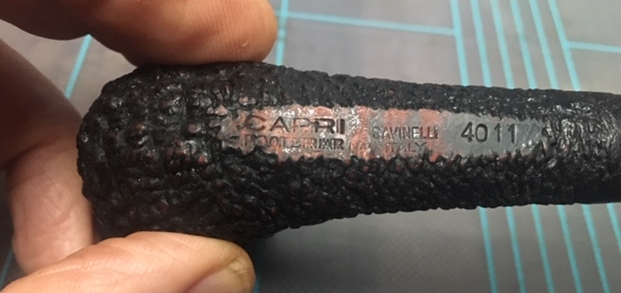 CAPRI
ROOT BRIAR
SAVINELLI
ITALY
4011